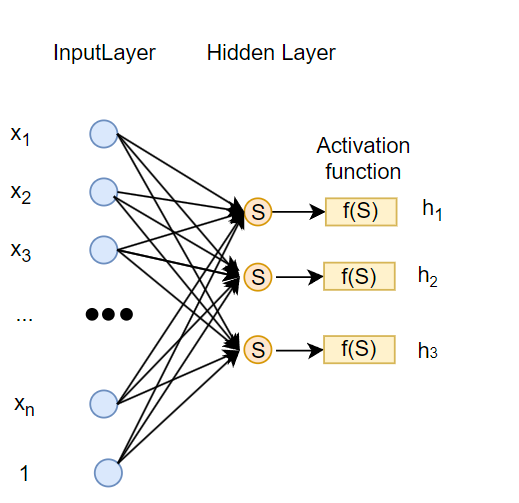 InputLayer Hidden Layer
x1
Activation
function
x2
S f(S) h1
x3
S f(S) h2
...
S f(S) h3
xn
1